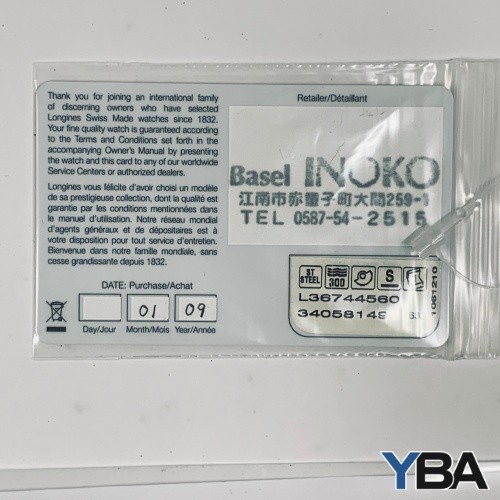 Thank you for joining an international family
of discerning owners who have selected
Longines Swiss Made watches since 1832.
Your fine quality watch is guaranteed according
to the Terms and Conditions set forth in the
accompanying Owner's Manual by presenting
the watch and this card to any of our worldwide
Service Centers or authorized dealers.
Longines vous félicite d'avoir choisi un modèle
de sa prestigieuse collection, dont la qualité est
garantie par les conditions mentionnées dans
le manuel d'utilisation. Notre réseau mondial
d'agents généraux et de dépositaires est à
votre disposition pour tout service d'entretien.
Bienvenue dans notre famille mondiale, sans
cesse grandissante depuis 1832.
DATE: Purchase/Achat
01 09
Day/Jour Month/Mois Year/Année
Retailer/Détaillant
Basel INOKO
江南市赤童子町大間259-1
TEL 0587-54-2515
ST STEEL 300 S
L36744560
34058149
1061210
YBA